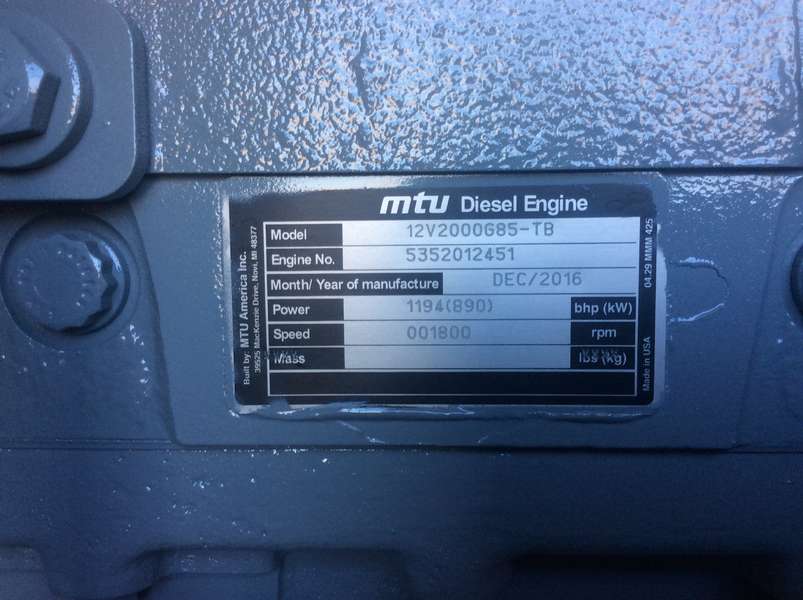 mtu Diesel Engine
Model 12V2000G85-TB
Engine No. 5352012451
Month/ Year of manufacture DEC/2016
Power 1194(890) bhp (kW)
Speed 001800 rpm
Mass lbs (kg)
Built by: MTU America Inc.
39525 MacKenzie Drive, Novi, MI 48377
04.29 MMM 425
Made in USA